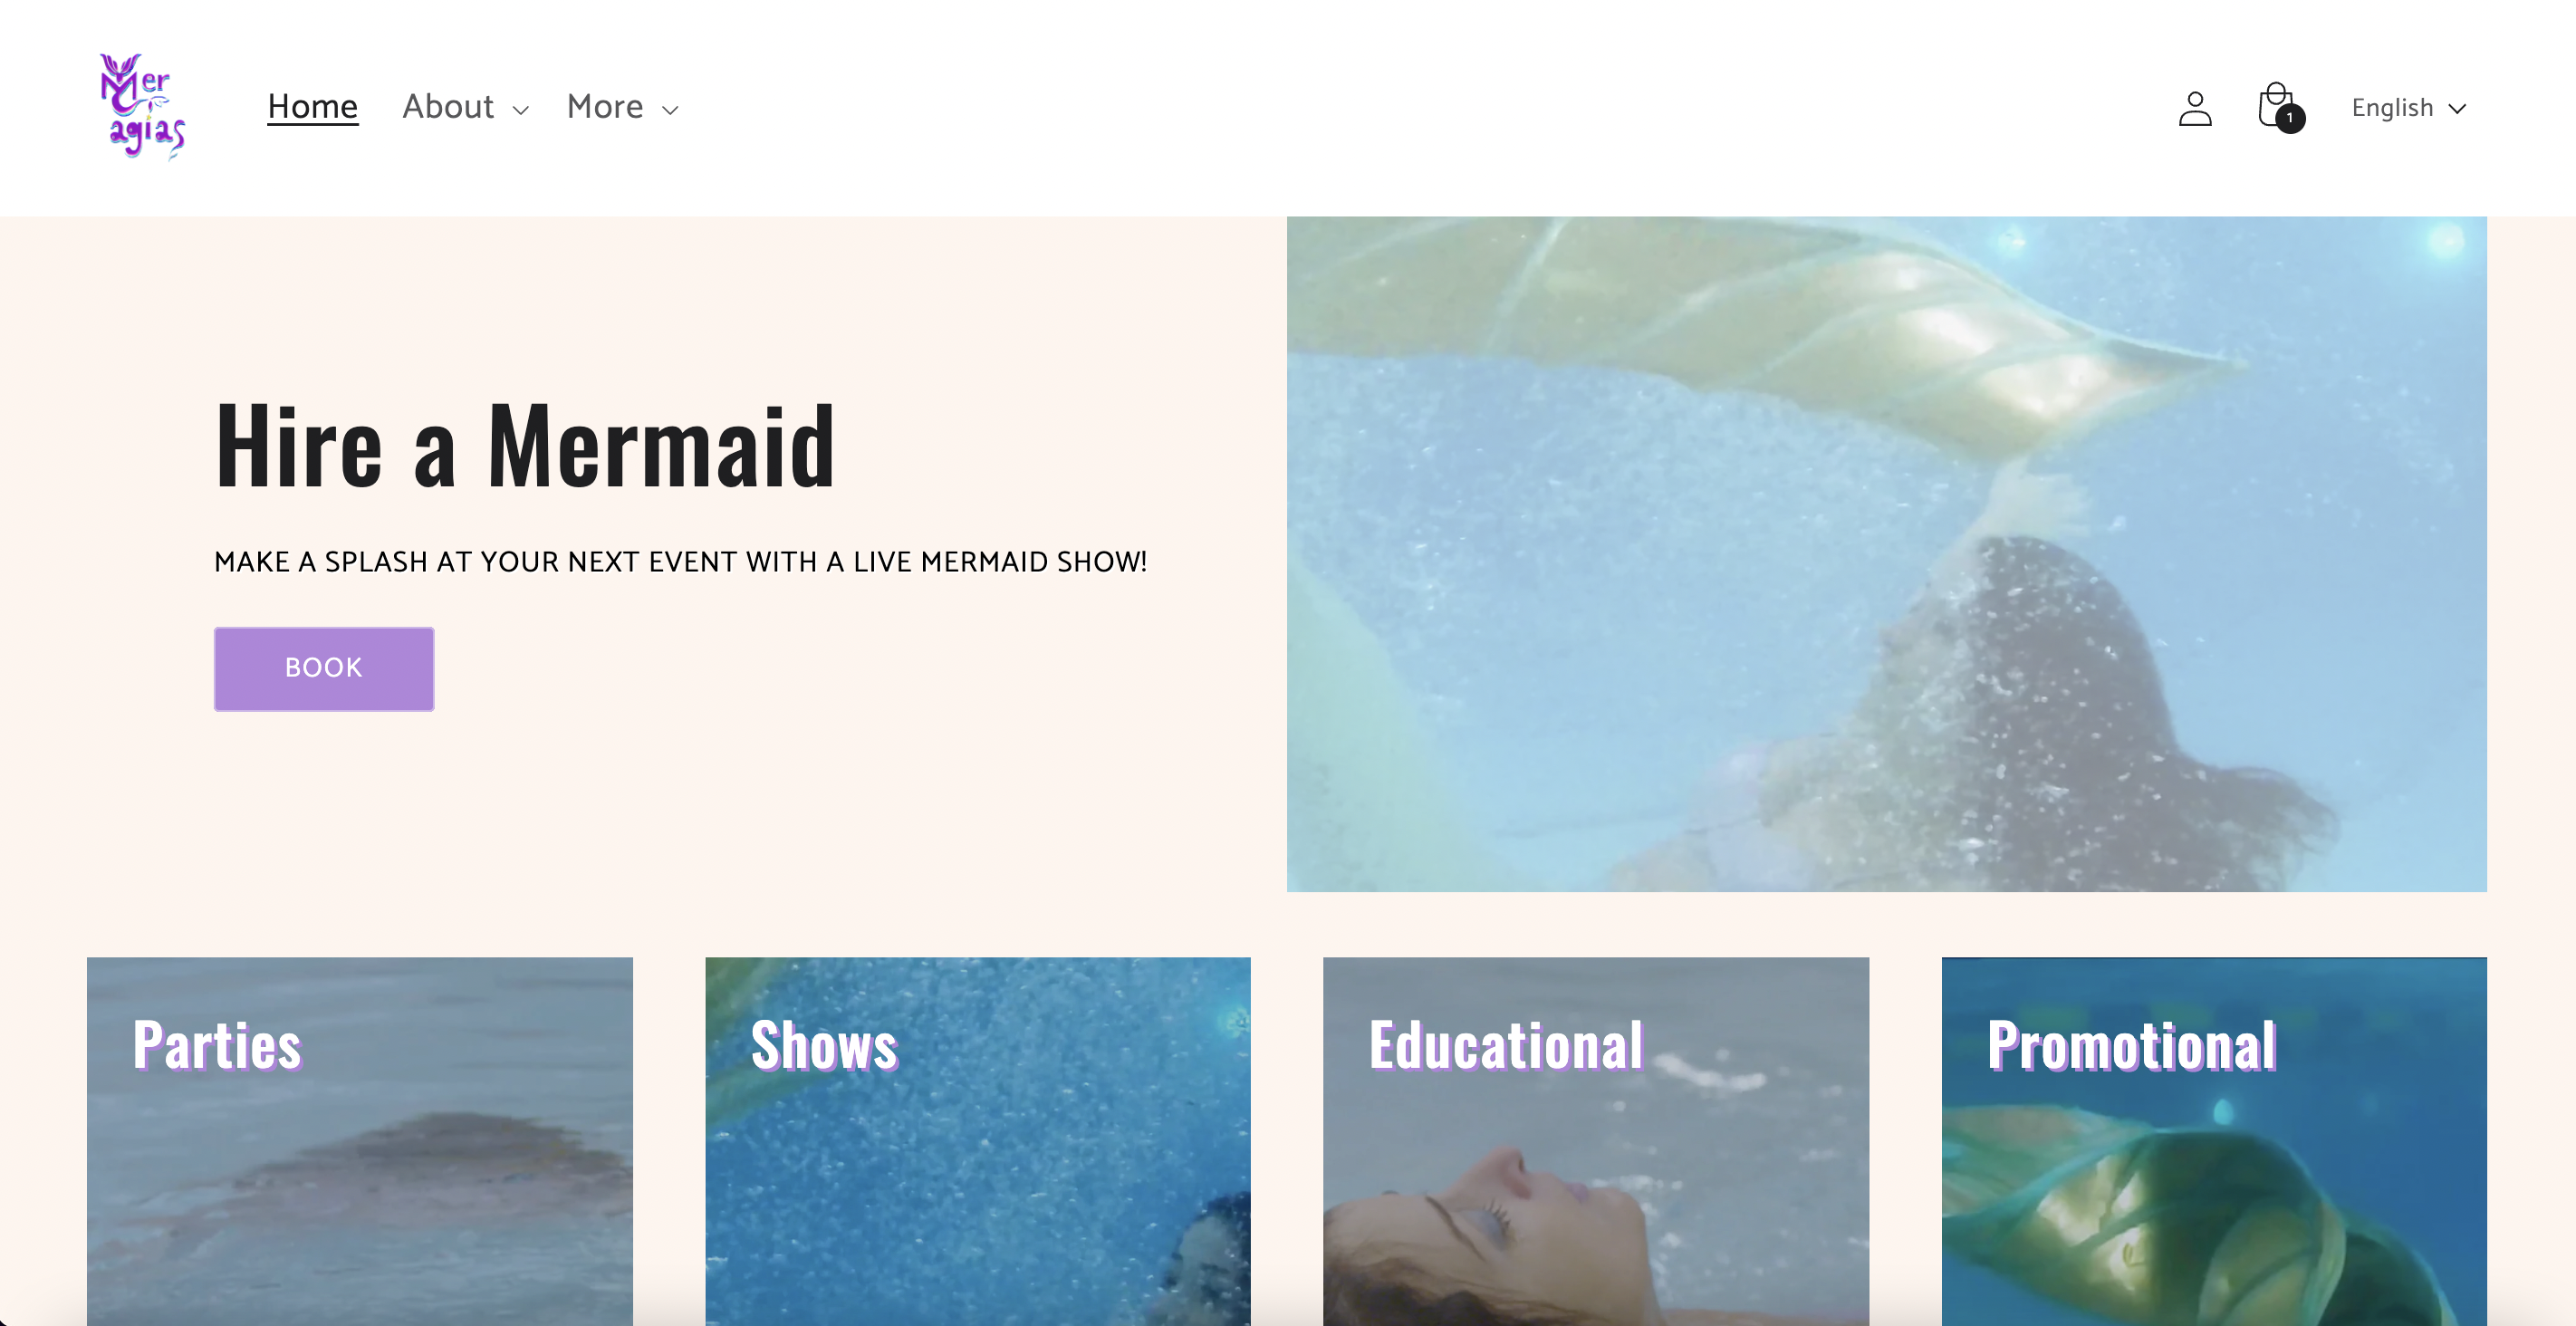 Mer
agias
Home
About
More
1
English
Hire a Mermaid
MAKE A SPLASH AT YOUR NEXT EVENT WITH A LIVE MERMAID SHOW!
BOOK
Parties
Shows
Educational
Promotional